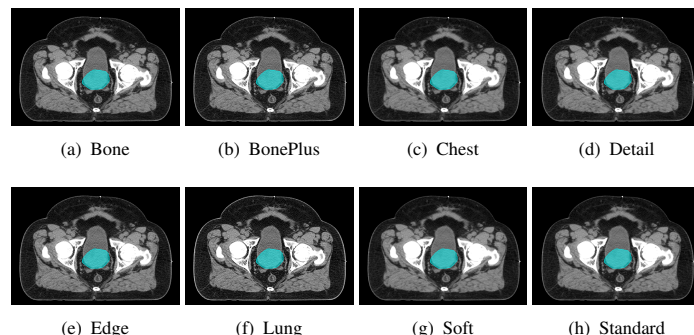 (a) Bone
(b) BonePlus
(c) Chest
(d) Detail
(e) Edge
(f) Lung
(g) Soft
(h) Standard